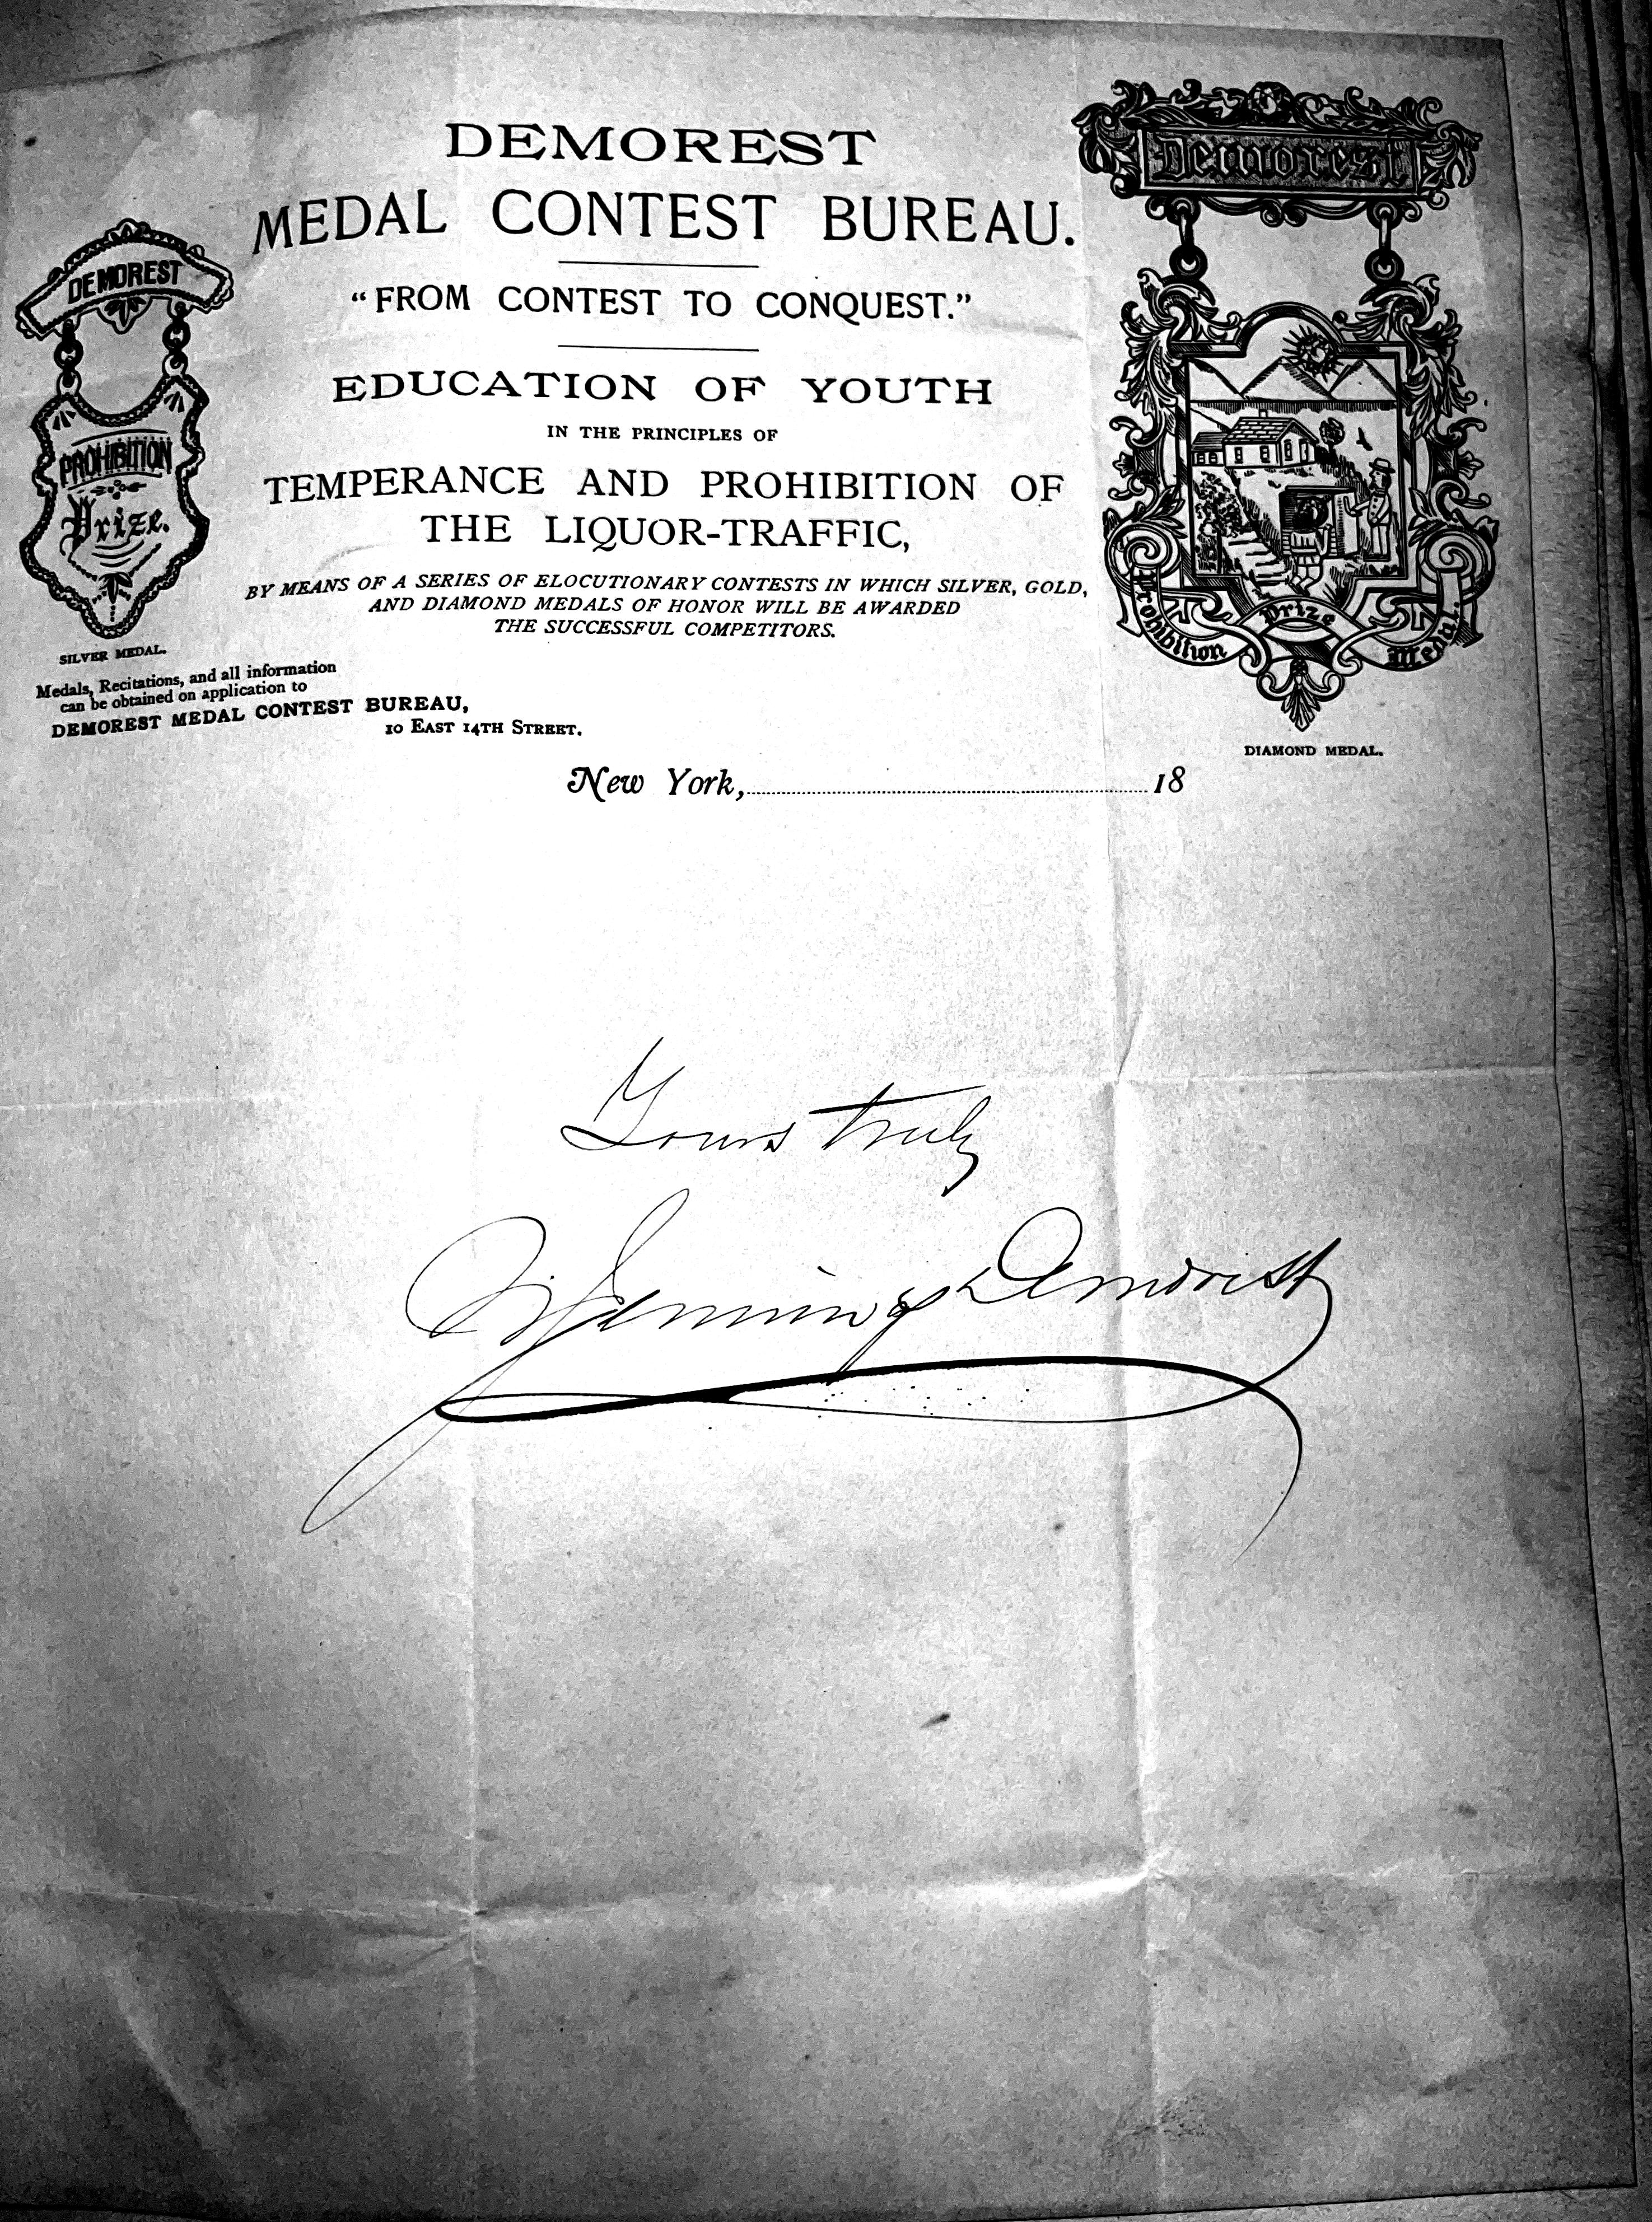 DEMOREST
MEDAL CONTEST BUREAU.
"FROM CONTEST TO CONQUEST."
EDUCATION OF YOUTH
IN THE PRINCIPLES OF
TEMPERANCE AND PROHIBITION OF
THE LIQUOR-TRAFFIC,
BY MEANS OF A SERIES OF ELOCUTIONARY CONTESTS IN WHICH SILVER, GOLD,
AND DIAMOND MEDALS OF HONOR WILL BE AWARDED
THE SUCCESSFUL COMPETITORS.
DEMOREST
PROHIBITION
Prize.
SILVER MEDAL.
Demorest
Prohibition Prize Medal.
DIAMOND MEDAL.
Medals, Recitations, and all information
can be obtained on application to
DEMOREST MEDAL CONTEST BUREAU,
10 EAST 14TH STREET.
New York, 18
Yours truly
W. Jennings Demorest